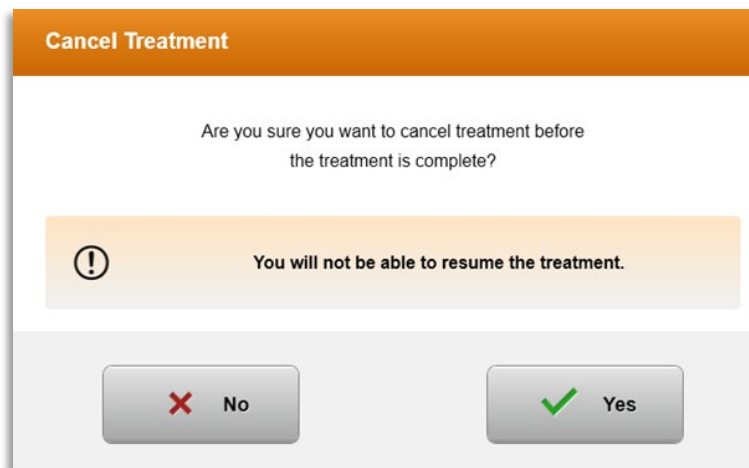 Cancel Treatment
Are you sure you want to cancel treatment before
the treatment is complete?
You will not be able to resume the treatment.
No
Yes